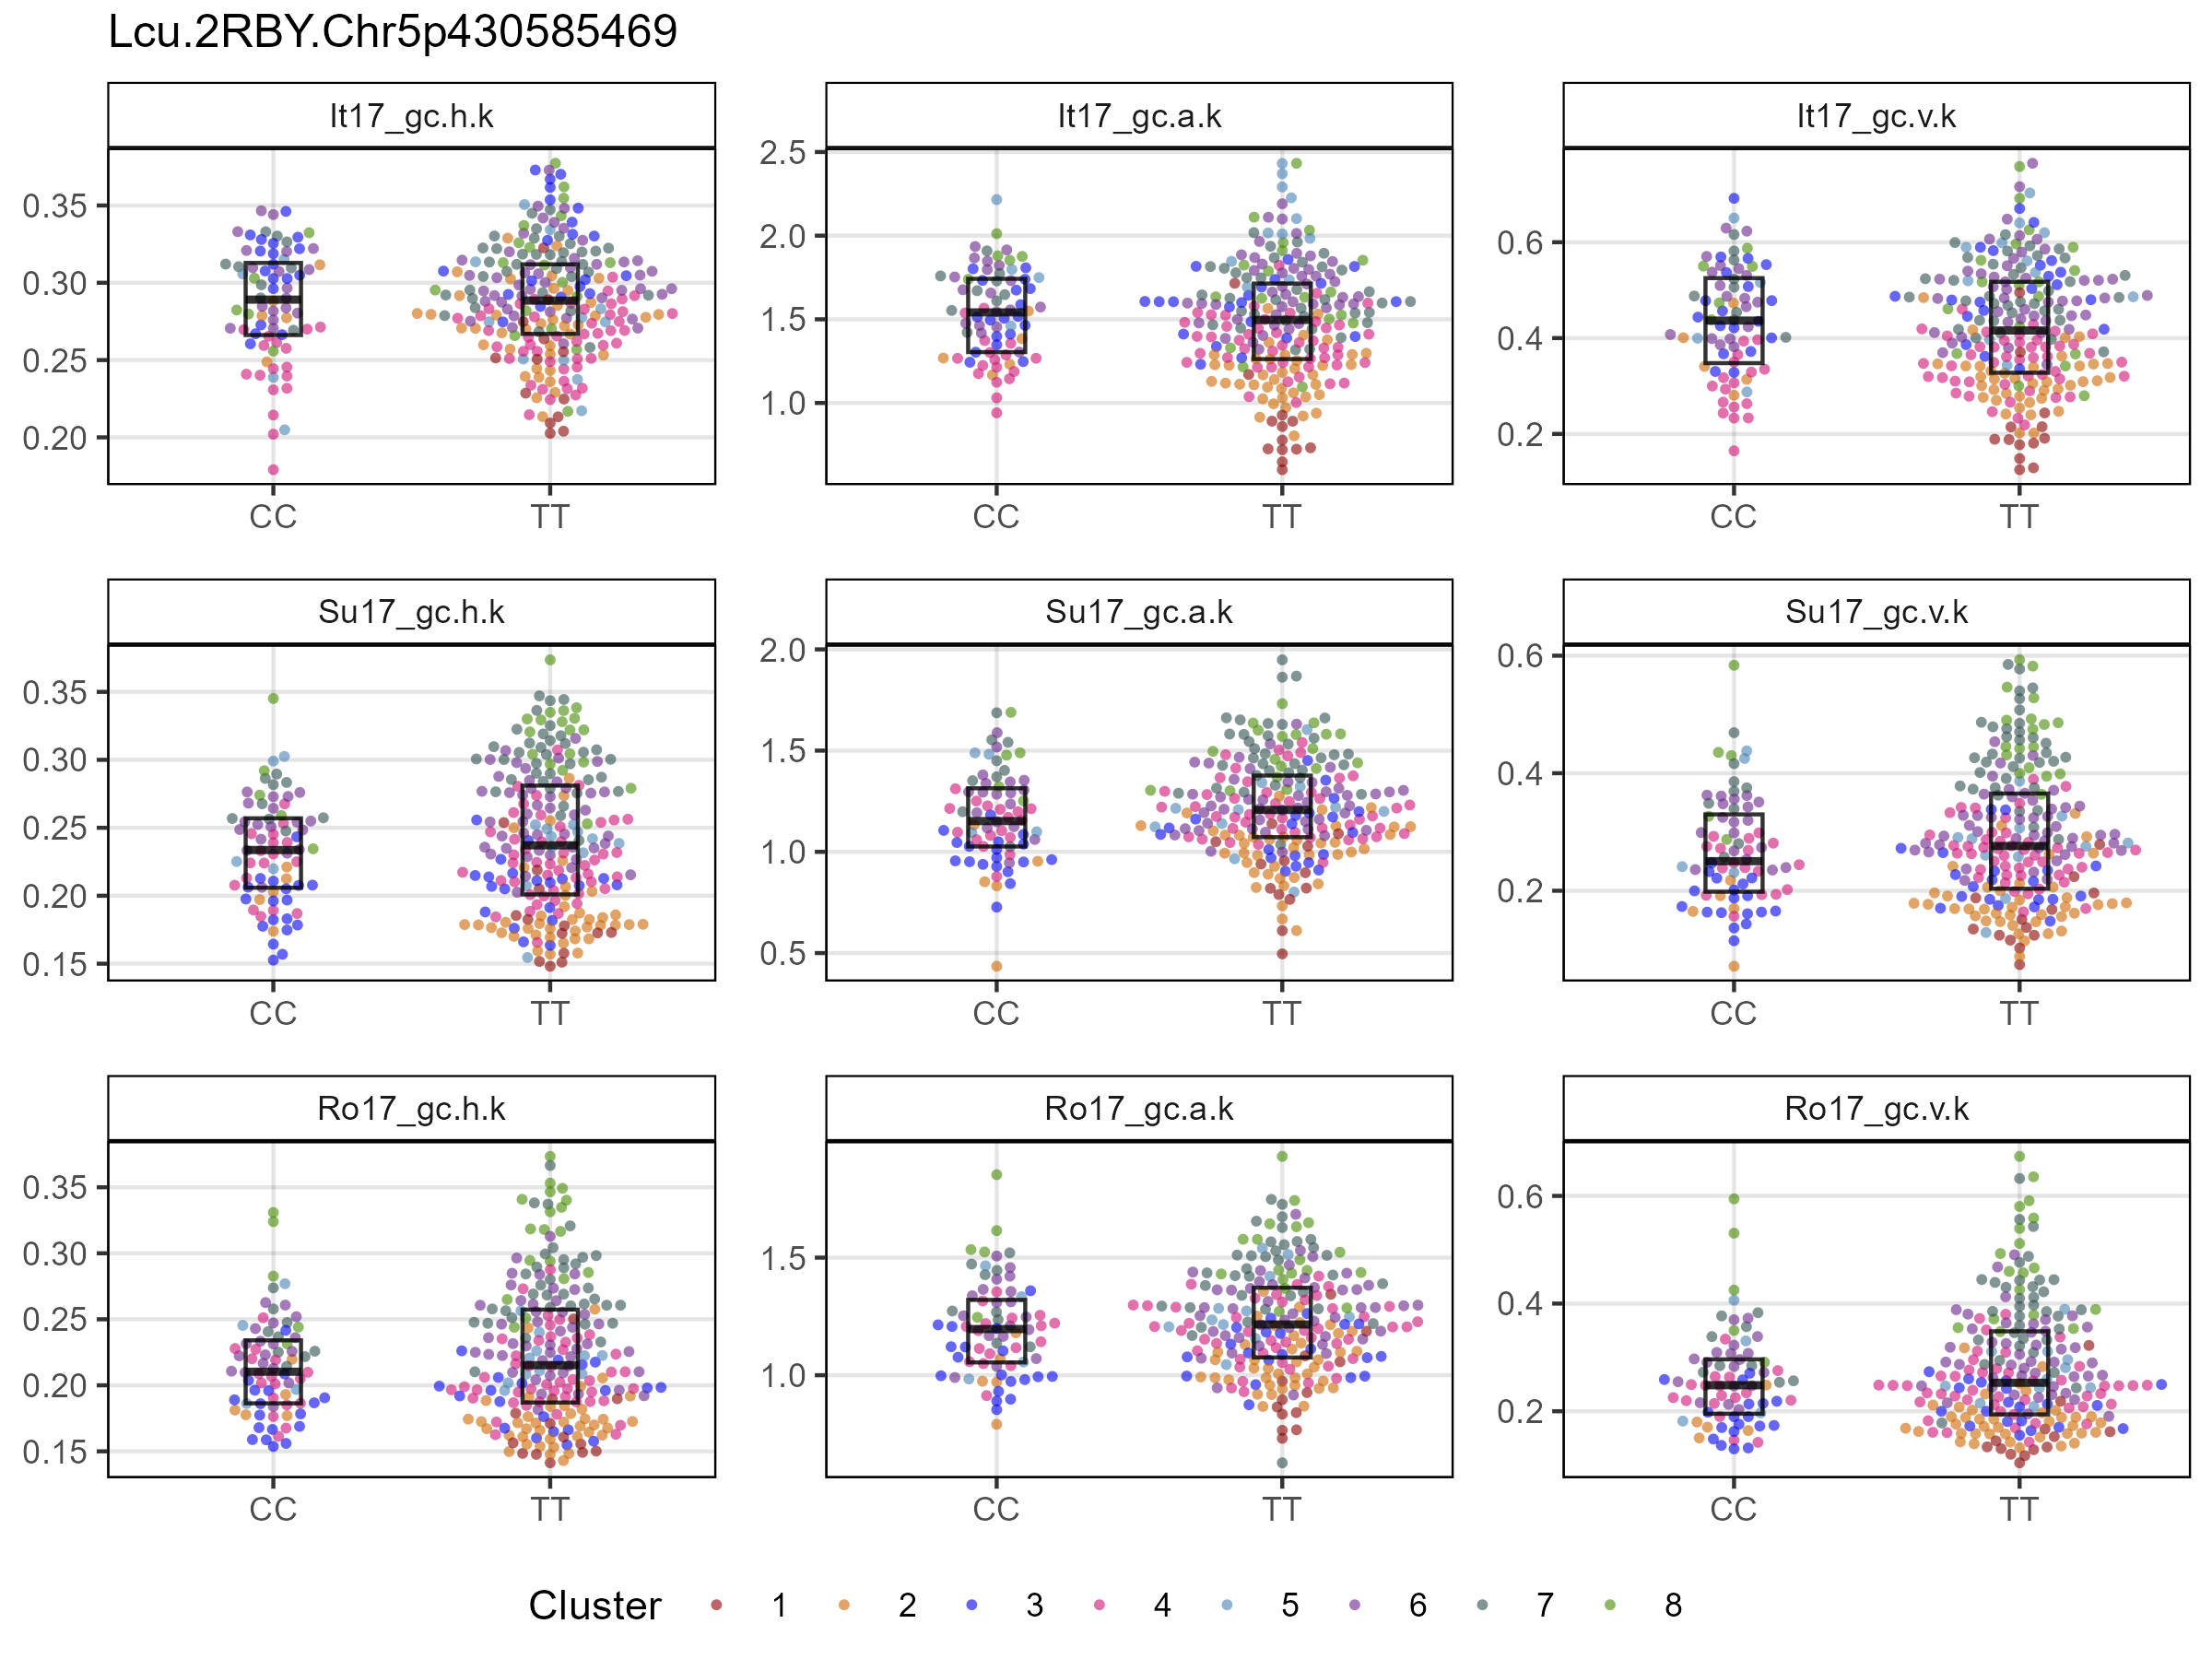 Lcu.2RBY.Chr5p430585469
It17_gc.h.k
It17_gc.a.k
It17_gc.v.k
0.35
0.30
0.25
0.20
CC
TT
2.5
2.0
1.5
1.0
CC
TT
0.6
0.4
0.2
CC
TT
Su17_gc.h.k
Su17_gc.a.k
Su17_gc.v.k
0.35
0.30
0.25
0.20
0.15
CC
TT
2.0
1.5
1.0
0.5
CC
TT
0.6
0.4
0.2
CC
TT
Ro17_gc.h.k
Ro17_gc.a.k
Ro17_gc.v.k
0.35
0.30
0.25
0.20
0.15
CC
TT
1.5
1.0
CC
TT
0.6
0.4
0.2
CC
TT
Cluster 1 2 3 4 5 6 7 8